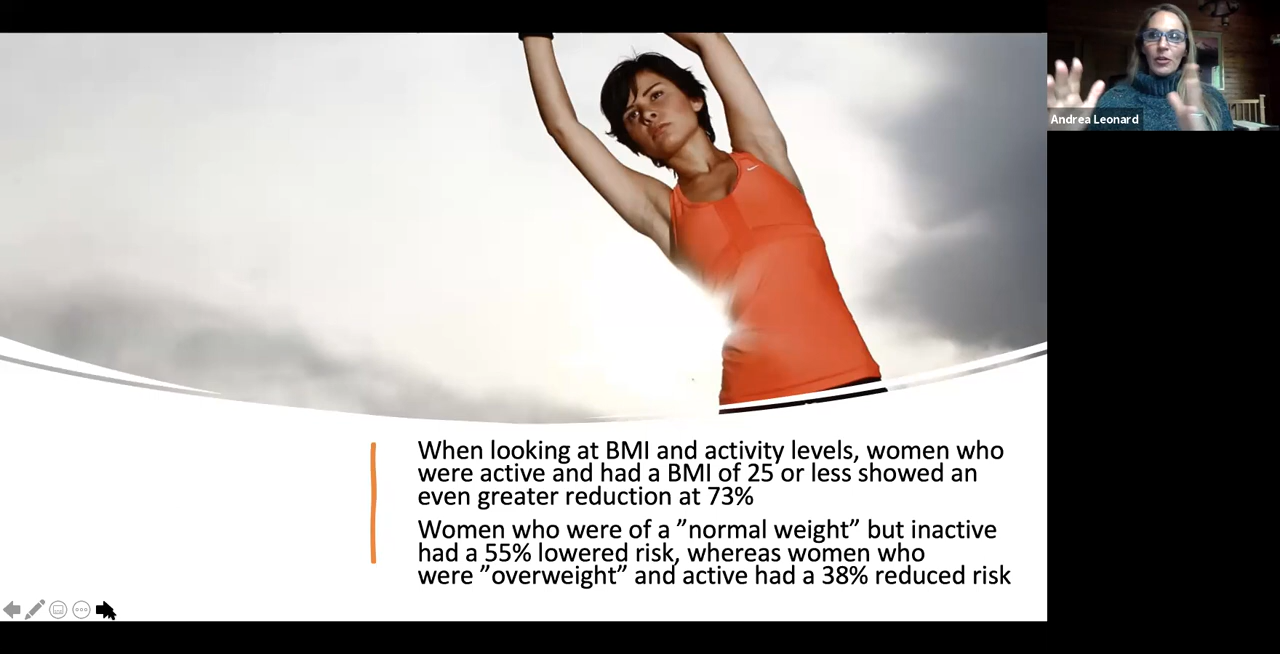 Andrea Leonard
When looking at BMI and activity levels, women who
were active and had a BMI of 25 or less showed an
even greater reduction at 73%
Women who were of a ”normal weight” but inactive
had a 55% lowered risk, whereas women who
were ”overweight” and active had a 38% reduced risk